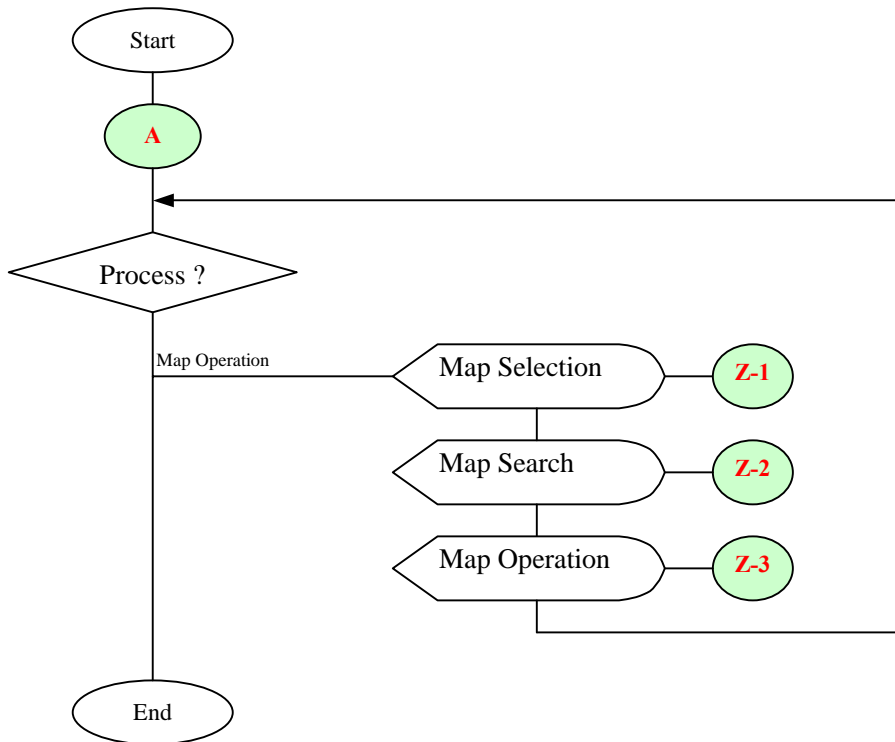 Start
A
Process ?
Map Operation
Map Selection
Z-1
Map Search
Z-2
Map Operation
Z-3
End